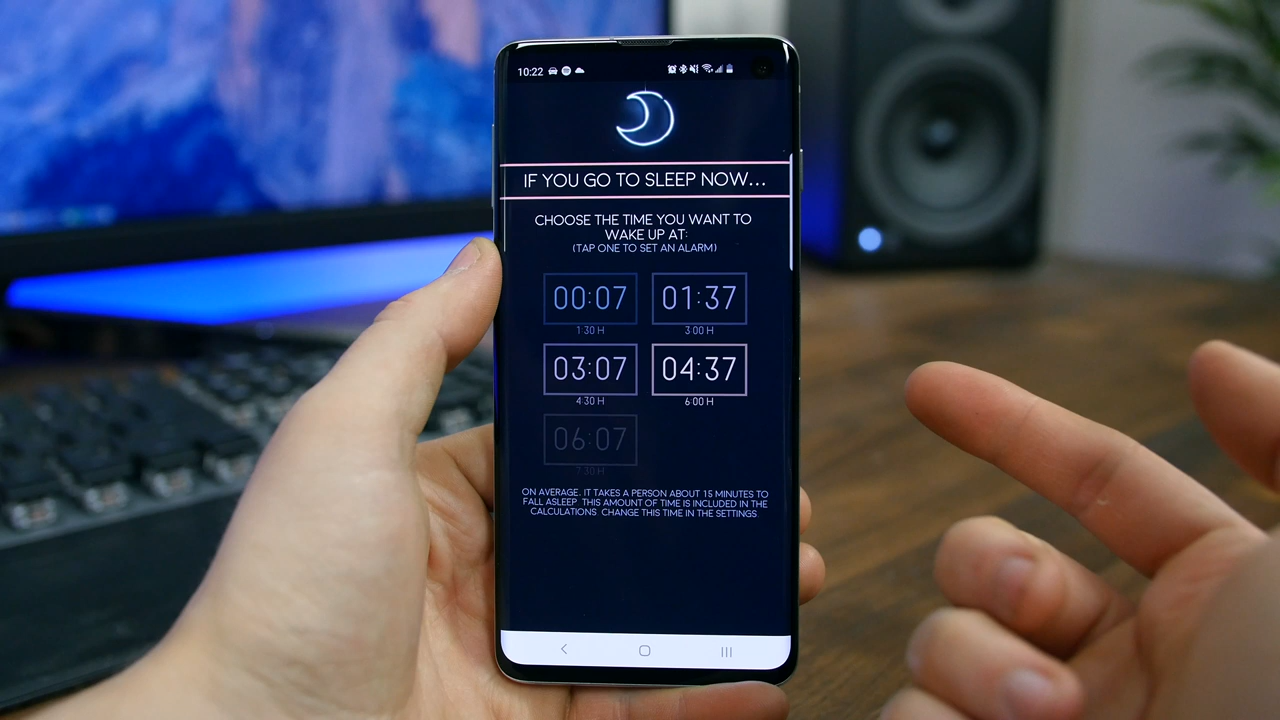 10:22
IF YOU GO TO SLEEP NOW...
CHOOSE THE TIME YOU WANT TO
WAKE UP AT:
(TAP ONE TO SET AN ALARM)
00:07 01:37
1:30 H 3:00 H
03:07 04:37
4:30 H 6:00 H
06:07
7:30 H
ON AVERAGE, IT TAKES A PERSON ABOUT 15 MINUTES TO
FALL ASLEEP. THIS AMOUNT OF TIME IS INCLUDED IN THE
CALCULATIONS. CHANGE THIS TIME IN THE SETTINGS